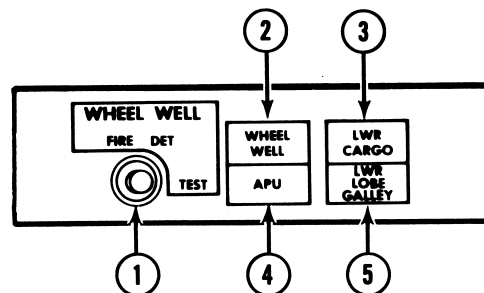 2
3
WHEEL WELL
FIRE DET
TEST
WHEEL
WELL
APU
LWR
CARGO
LWR
LOBE
GALLEY
1
4
5